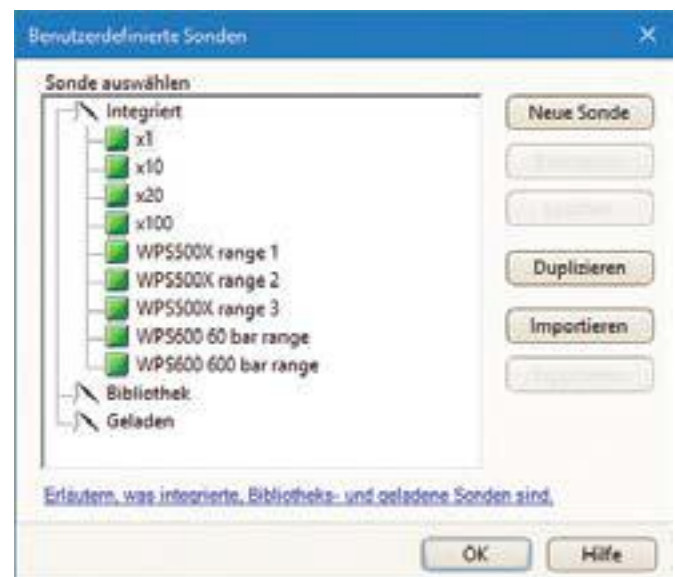 Benutzerdefinierte Sonden
Sonde auswählen
Integriert
x1
x10
x20
x100
WPS500X range 1
WPS500X range 2
WPS500X range 3
WPS600 60 bar range
WPS600 600 bar range
Bibliothek
Geladen
Neue Sonde
Duplizieren
Importieren
Erläutern, was integrierte, Bibliotheks- und geladene Sonden sind.
OK
Hilfe